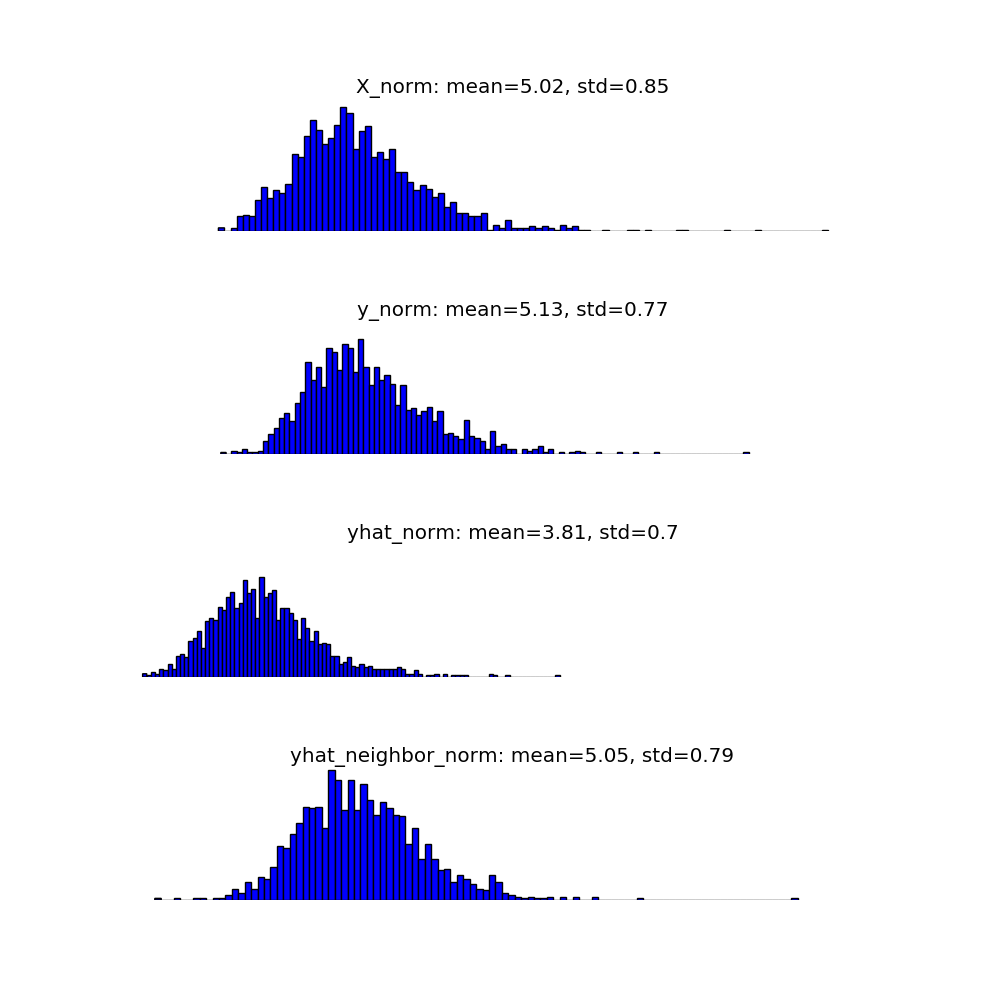 X_norm: mean=5.02, std=0.85
y_norm: mean=5.13, std=0.77
yhat_norm: mean=3.81, std=0.7
yhat_neighbor_norm: mean=5.05, std=0.79